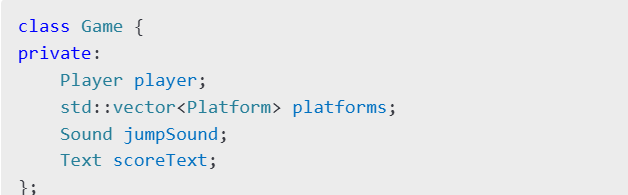 class Game {
private:
    Player player;
    std::vector<Platform> platforms;
    Sound jumpSound;
    Text scoreText;
};